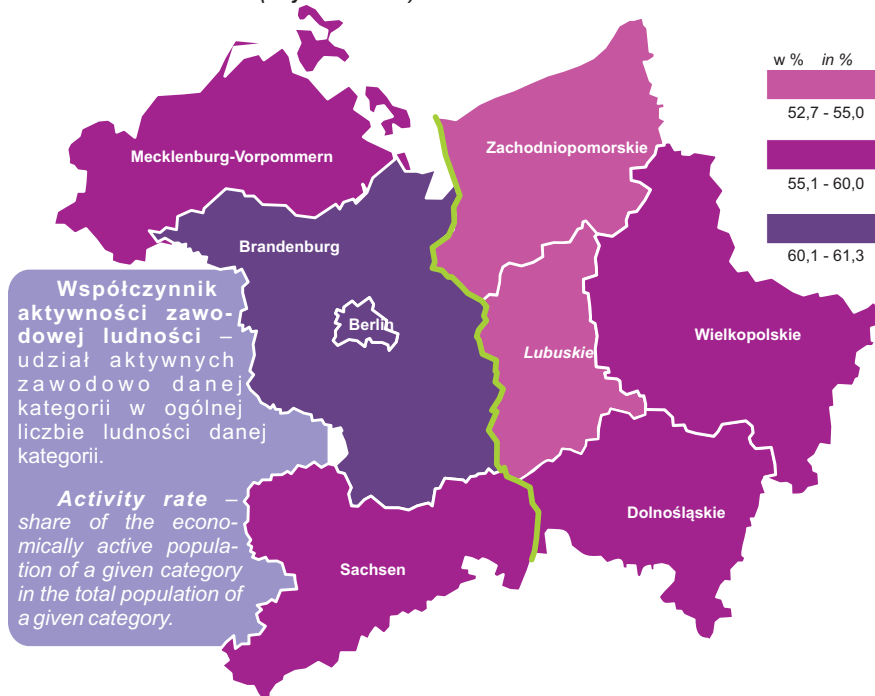 w % in %
52,7 - 55,0
55,1 - 60,0
60,1 - 61,3
Mecklenburg-Vorpommern
Zachodniopomorskie
Brandenburg
Berlin
Lubuskie
Wielkopolskie
Dolnośląskie
Sachsen
Współczynnik
aktywności zawo-
dowej ludności –
udział aktywnych
zawodowo danej
kategorii w ogólnej
liczbie ludności danej
kategorii.
Activity rate –
share of the econo-
mically active popula-
tion of a given category
in the total population of
a given category.